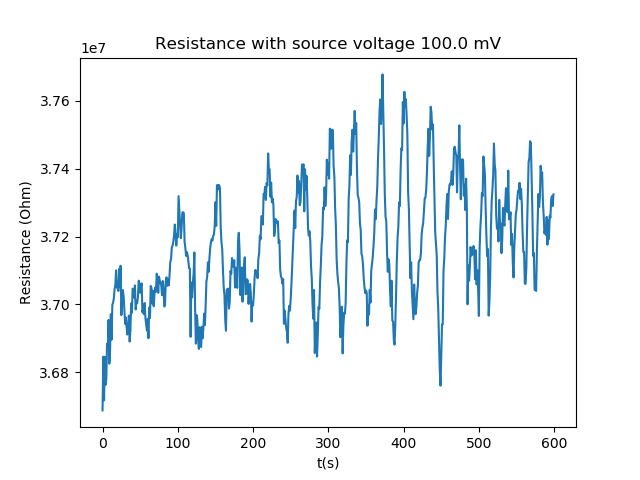 Resistance with source voltage 100.0 mV
1e7
3.76
3.74
3.72
3.70
3.68
Resistance (Ohm)
0 100 200 300 400 500 600
t(s)